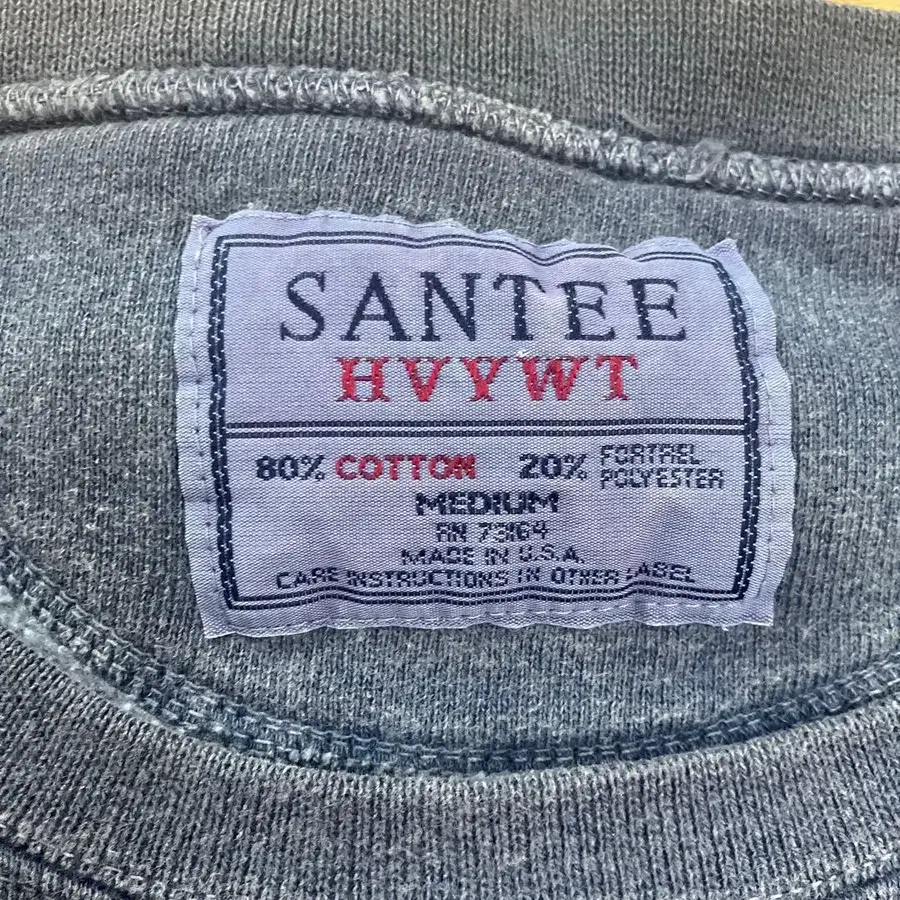 SANTEE
HVYWT
80% COTTON 20% FORTREL POLYESTER
MEDIUM
RN 73164
MADE IN U.S.A.
CARE INSTRUCTIONS IN OTHER LABEL